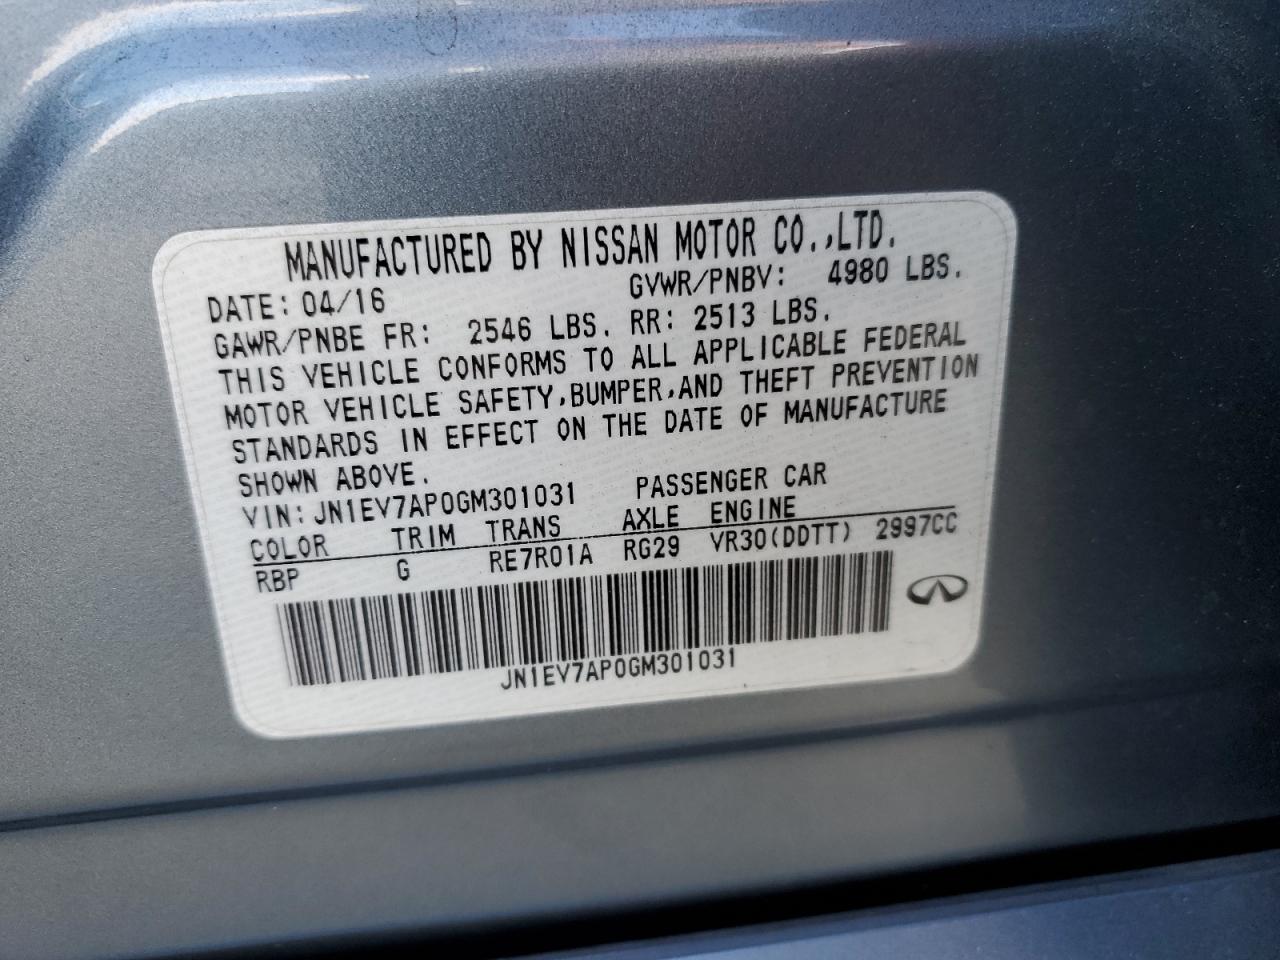 MANUFACTURED BY NISSAN MOTOR CO.,LTD.
DATE: 04/16 GVWR/PNBV: 4980 LBS.
GAWR/PNBE FR: 2546 LBS. RR: 2513 LBS.
THIS VEHICLE CONFORMS TO ALL APPLICABLE FEDERAL
MOTOR VEHICLE SAFETY,BUMPER,AND THEFT PREVENTION
STANDARDS IN EFFECT ON THE DATE OF MANUFACTURE
SHOWN ABOVE.
VIN: JN1EV7AP0GM301031 PASSENGER CAR
COLOR TRIM TRANS AXLE ENGINE
RBP G RE7R01A RG29 VR30(DDTT) 2997CC
JN1EV7AP0GM301031